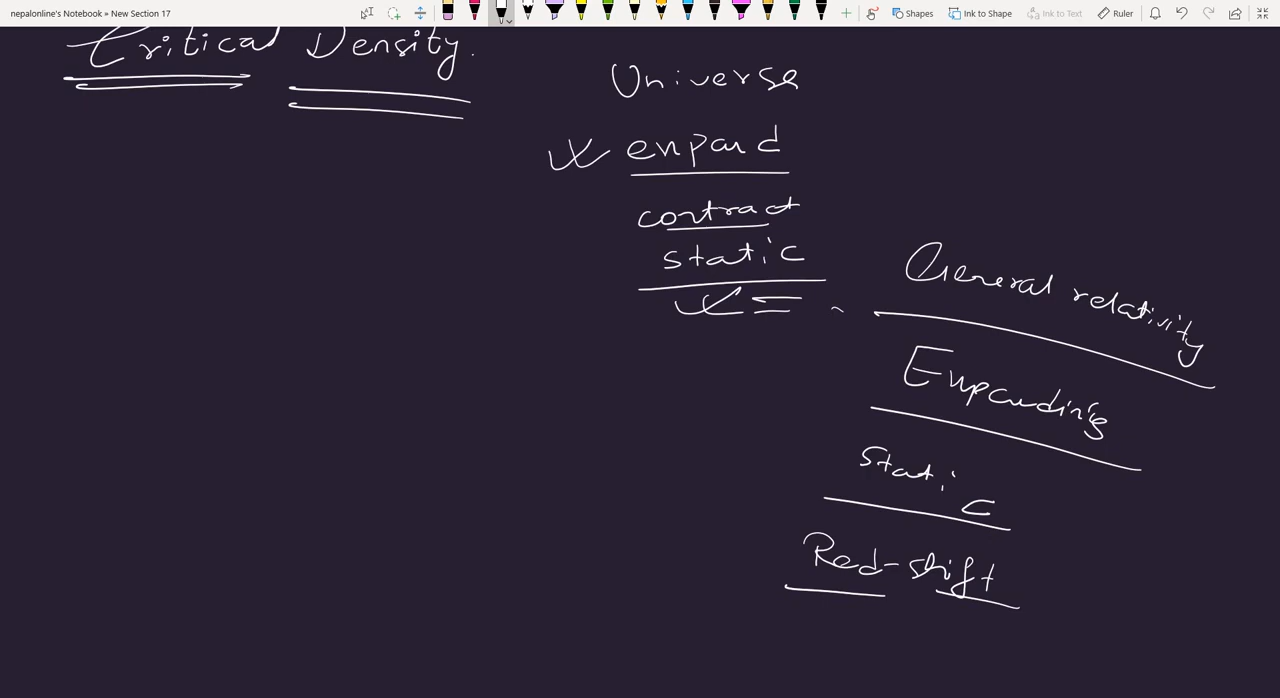 nepalonline's Notebook » New Section 17
Shapes Ink to Shape Ink to Text Ruler
Critical Density.
Universe
expand
contract
static
General relativity
Expanding
Static
Red-shift